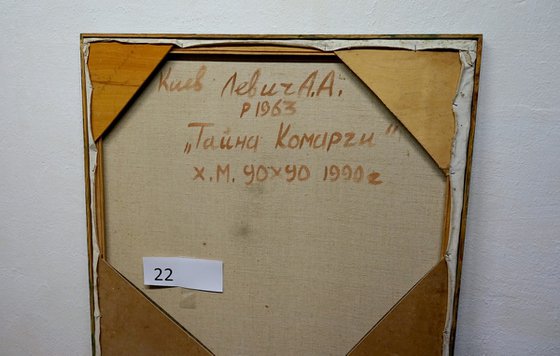 Киев Левич А.А.
р 1963
„Тайна Комарги"
х.м. 90х90 1990 г
22